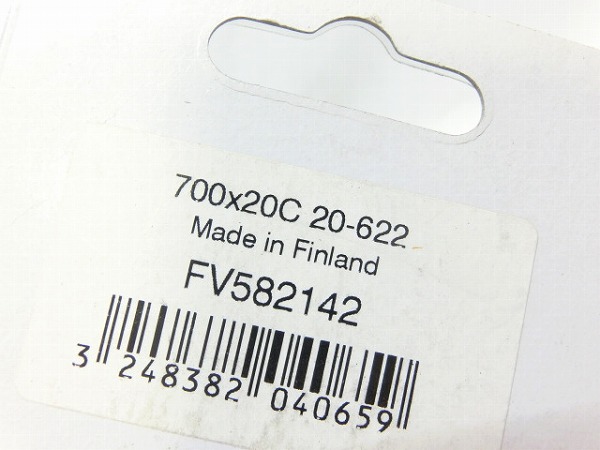 700x20C 20-622
Made in Finland
FV582142
3 248382 040659